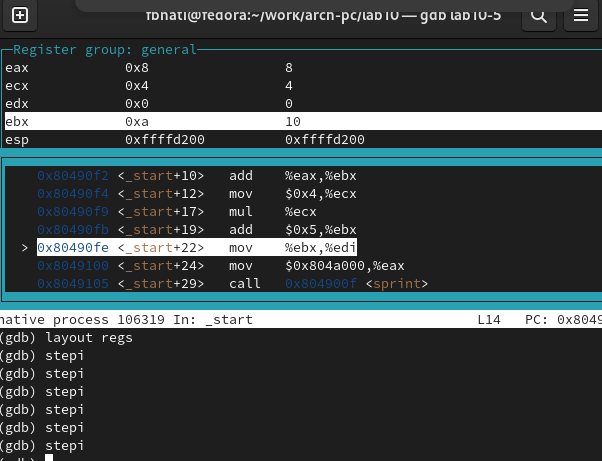 fbhati@fedora:~/work/arch-pc/lab10 — gdb lab10-5
Register group: general
eax 0x8 8
ecx 0x4 4
edx 0x0 0
ebx 0xa 10
esp 0xffffd200 0xffffd200
0x80490f2 <_start+10> add %eax,%ebx
0x80490f4 <_start+12> mov $0x4,%ecx
0x80490f9 <_start+17> mul %ecx
0x80490fb <_start+19> add $0x5,%ebx
> 0x80490fe <_start+22> mov %ebx,%edi
0x8049100 <_start+24> mov $0x804a000,%eax
0x8049105 <_start+29> call 0x804900f <sprint>
native process 106319 In: _start L14 PC: 0x8049
(gdb) layout regs
(gdb) stepi
(gdb) stepi
(gdb) stepi
(gdb) stepi
(gdb) stepi
(gdb)